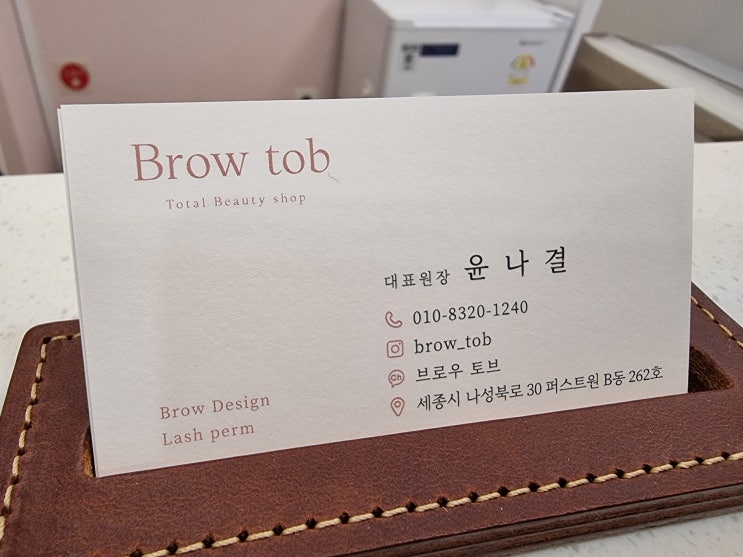 Brow tob
Total Beauty shop
대표원장 윤 나 결
010-8320-1240
brow_tob
Ch 브로우 토브
세종시 나성북로 30 퍼스트원 B동 262호
Brow Design
Lash perm